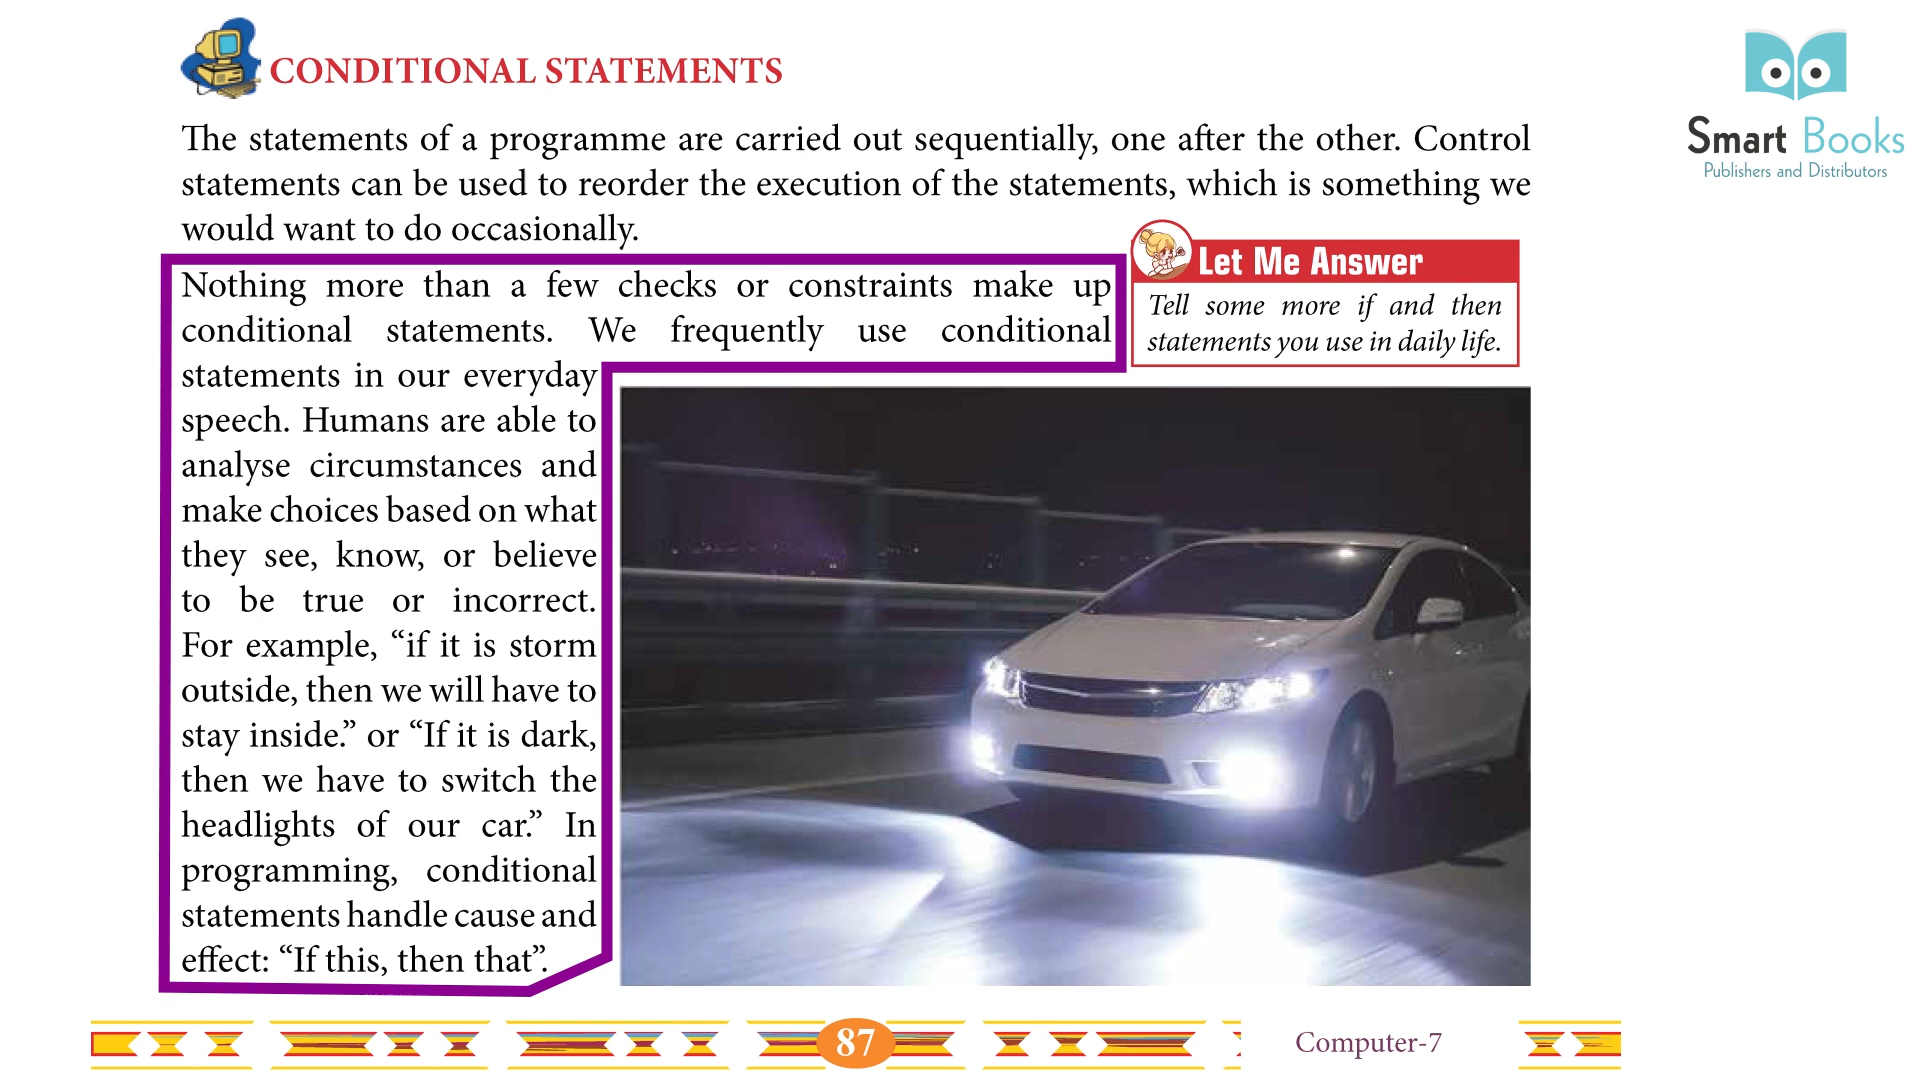 CONDITIONAL STATEMENTS
The statements of a programme are carried out sequentially, one after the other. Control
statements can be used to reorder the execution of the statements, which is something we
would want to do occasionally.
Nothing more than a few checks or constraints make up
conditional statements. We frequently use conditional
statements in our everyday
speech. Humans are able to
analyse circumstances and
make choices based on what
they see, know, or believe
to be true or incorrect.
For example, “if it is storm
outside, then we will have to
stay inside.” or “If it is dark,
then we have to switch the
headlights of our car.” In
programming, conditional
statements handle cause and
effect: “If this, then that”.
Let Me Answer
Tell some more if and then
statements you use in daily life.
87
Computer-7
Smart Books
Publishers and Distributors